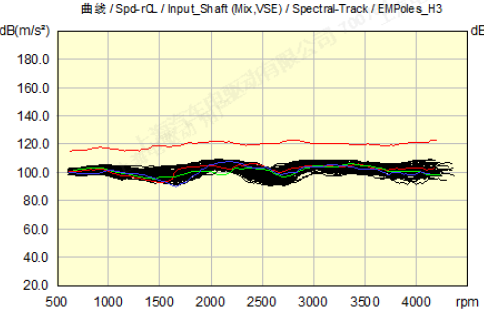 曲线 / Spd-rCL / Input_Shaft (Mix,VSE) / Spectral-Track / EMPoles_H3
dB(m/s²)
dE
180.0
160.0
140.0
120.0
100.0
80.0
60.0
40.0
20.0
500 1000 1500 2000 2500 3000 3500 4000 rpm